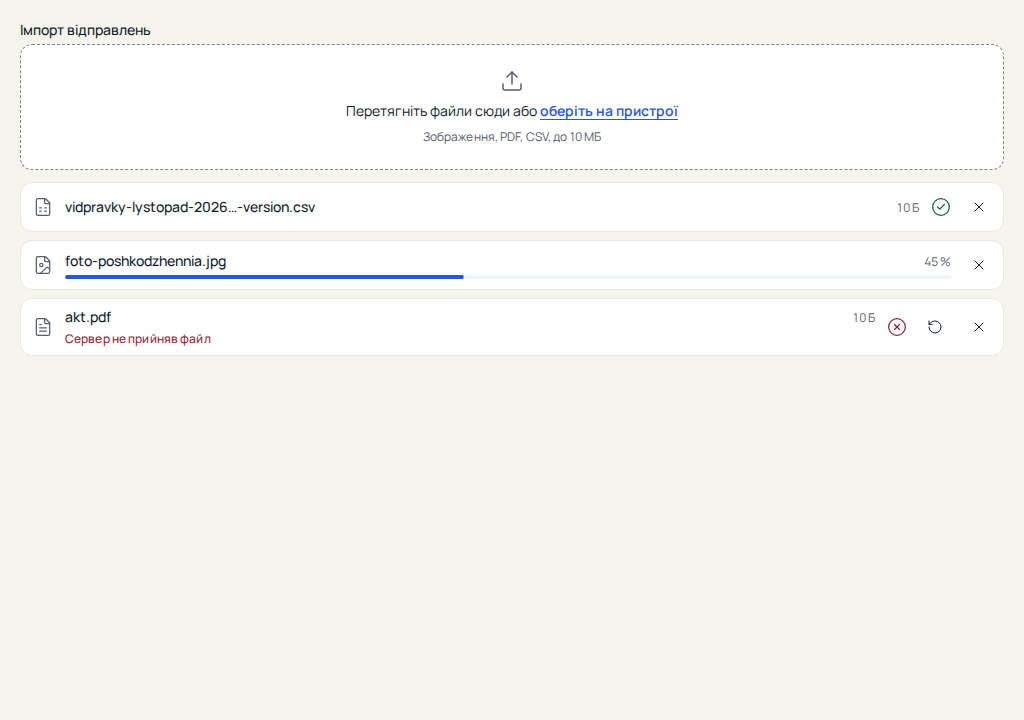 Імпорт відправлень
Перетягніть файли сюди або оберіть на пристрої
Зображення, PDF, CSV, до 10 МБ
vidpravky-lystopad-2026…-version.csv 10 Б
foto-poshkodzhennia.jpg 45 %
akt.pdf 10 Б
Сервер не прийняв файл